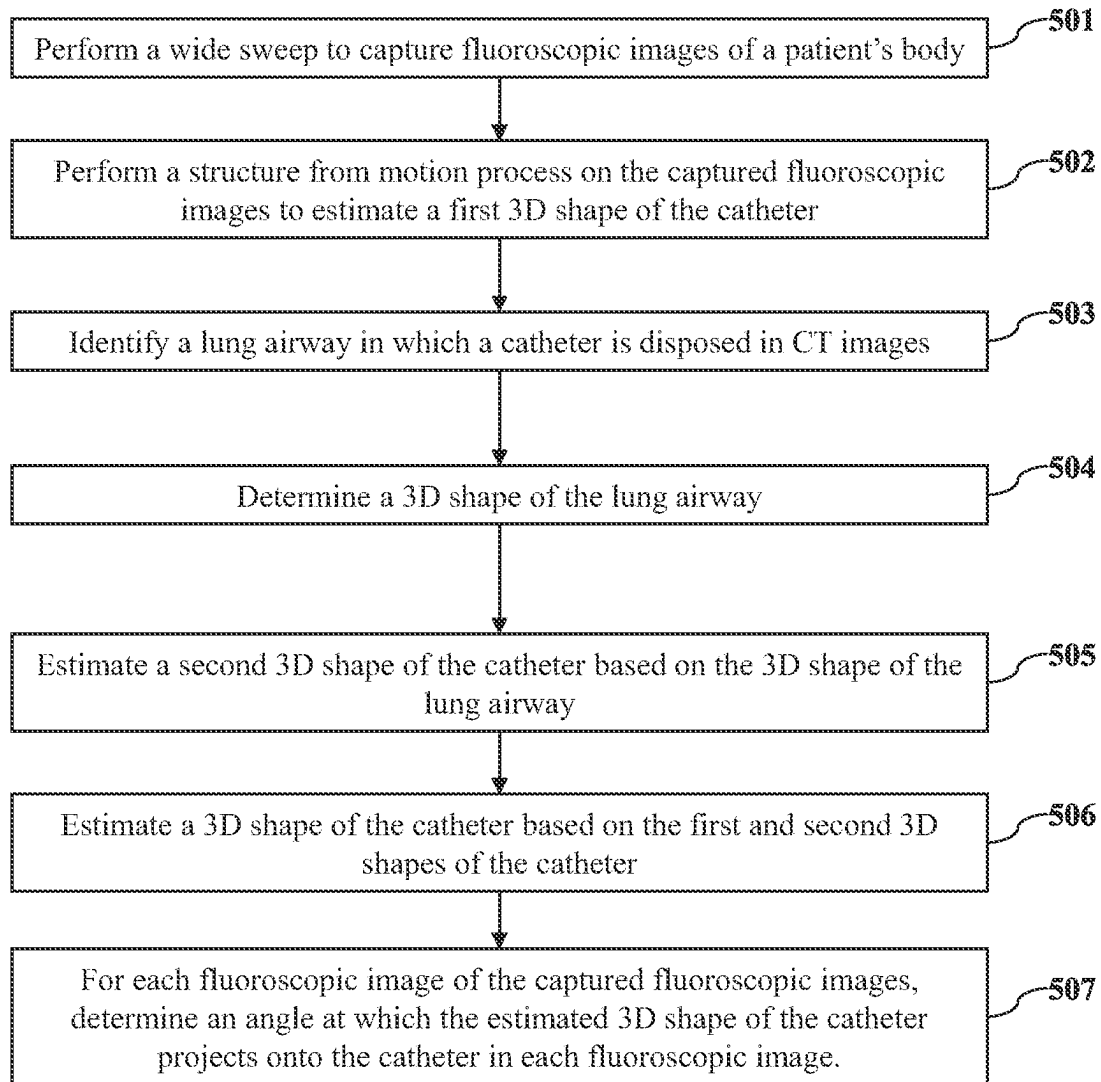 501
Perform a wide sweep to capture fluoroscopic images of a patient's body
502
Perform a structure from motion process on the captured fluoroscopic
images to estimate a first 3D shape of the catheter
503
Identify a lung airway in which a catheter is disposed in CT images
504
Determine a 3D shape of the lung airway
505
Estimate a second 3D shape of the catheter based on the 3D shape of the
lung airway
506
Estimate a 3D shape of the catheter based on the first and second 3D
shapes of the catheter
507
For each fluoroscopic image of the captured fluoroscopic images,
determine an angle at which the estimated 3D shape of the catheter
projects onto the catheter in each fluoroscopic image.